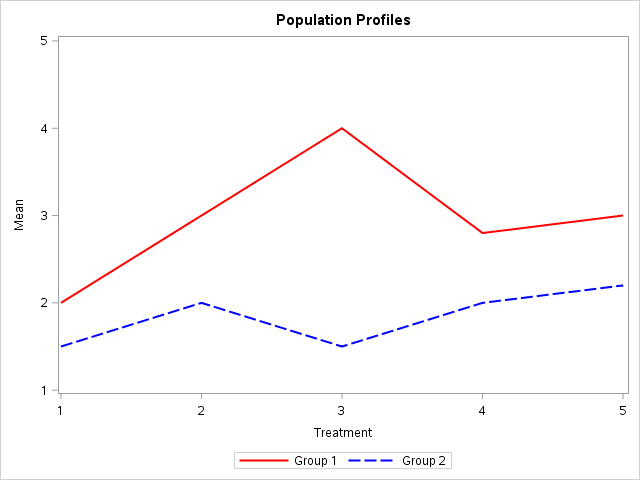 Population Profiles
5
4
3
2
1
Mean
1 2 3 4 5
Treatment
Group 1 Group 2